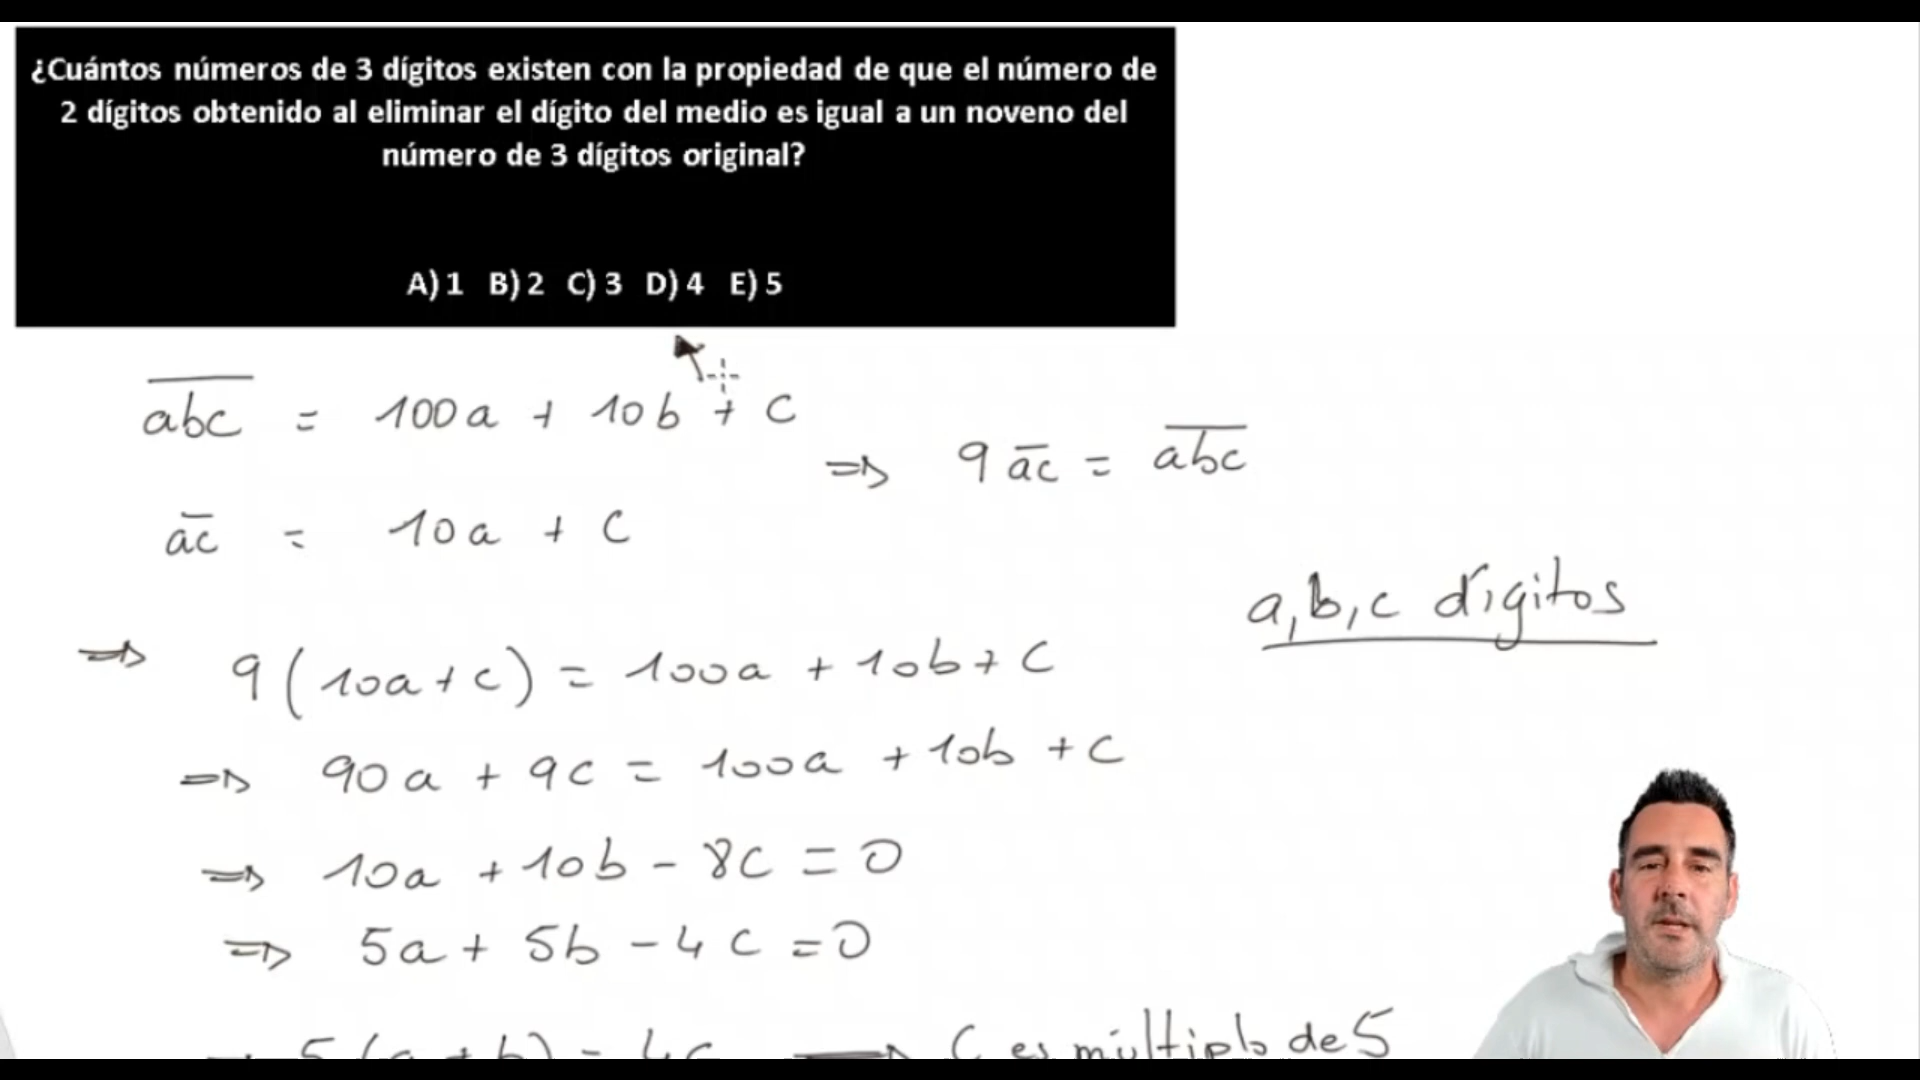 ¿Cuántos números de 3 dígitos existen con la propiedad de que el número de
2 dígitos obtenido al eliminar el dígito del medio es igual a un noveno del
número de 3 dígitos original?
A) 1 B) 2 C) 3 D) 4 E) 5
abc = 100a + 10b + c
⇒ 9 ac = abc
ac = 10a + c
a,b,c dígitos
⇒ 9(10a+c) = 100a + 10b + c
⇒ 90a + 9c = 100a + 10b + c
⇒ 10a + 10b - 8c = 0
⇒ 5a + 5b - 4c = 0
⇒ 5(a+b) = 4c ⇒ c es múltiplo de 5